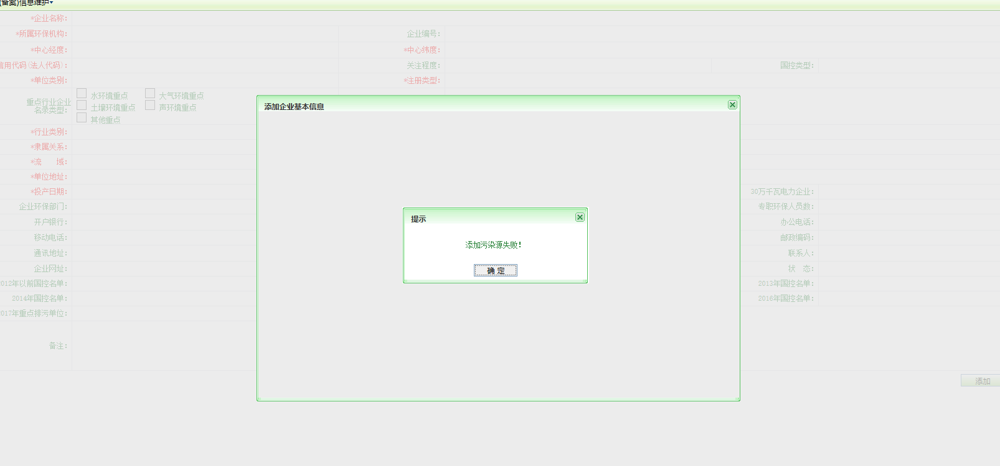 (备案)信息维护
*企业名称:
*所属环保机构: 企业编号:
*中心经度: *中心纬度:
信用代码(法人代码): 关注程度: 国控类型:
*单位类别: *注册类型:
重点行业企业
名录类型:
水环境重点 大气环境重点
土壤环境重点 声环境重点
其他重点
添加企业基本信息
*行业类别:
*隶属关系:
*流 域:
*单位地址:
*投产日期: 30万千瓦电力企业:
企业环保部门: 专职环保人员数:
提示
开户银行: 办公电话:
移动电话: 邮政编码:
添加污染源失败!
通讯地址: 联系人:
企业网址: 状 态:
确 定
2012年以前国控名单: 2013年国控名单:
2014年国控名单: 2016年国控名单:
2017年重点排污单位:
备注:
添加